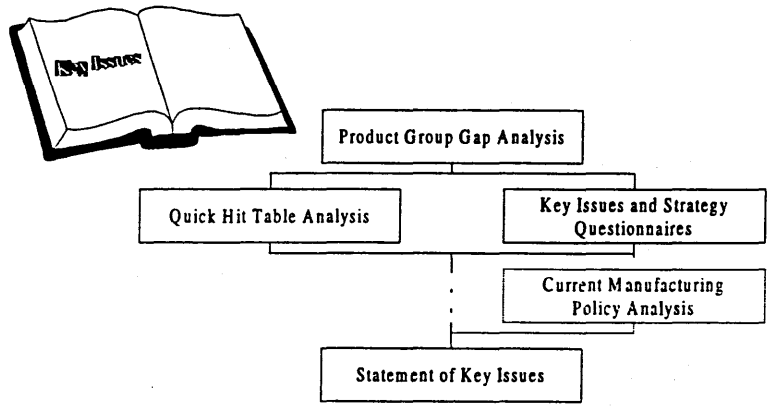 Key Issues
Product Group Gap Analysis
Quick Hit Table Analysis
Key Issues and Strategy
Questionnaires
Current Manufacturing
Policy Analysis
Statement of Key Issues